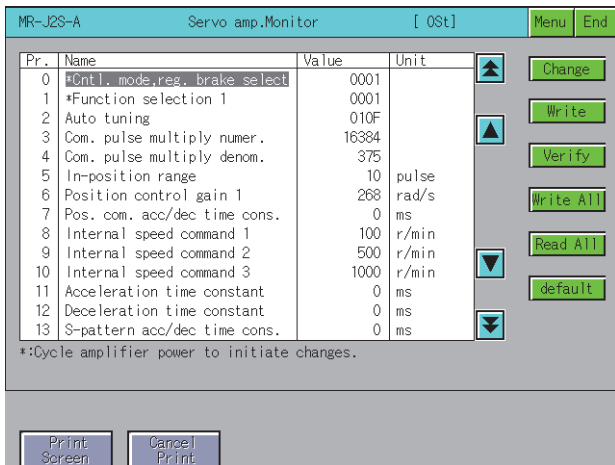 MR-J2S-A Servo amp.Monitor [ 0St] Menu End
Pr. Name Value Unit
0 *Cntl. mode,reg. brake select 0001
1 *Function selection 1 0001
2 Auto tuning 010F
3 Com. pulse multiply numer. 16384
4 Com. pulse multiply denom. 375
5 In-position range 10 pulse
6 Position control gain 1 268 rad/s
7 Pos. com. acc/dec time cons. 0 ms
8 Internal speed command 1 100 r/min
9 Internal speed command 2 500 r/min
10 Internal speed command 3 1000 r/min
11 Acceleration time constant 0 ms
12 Deceleration time constant 0 ms
13 S-pattern acc/dec time cons. 0 ms
*:Cycle amplifier power to initiate changes.
Change
Write
Verify
Write All
Read All
default
Print
Screen
Cancel
Print